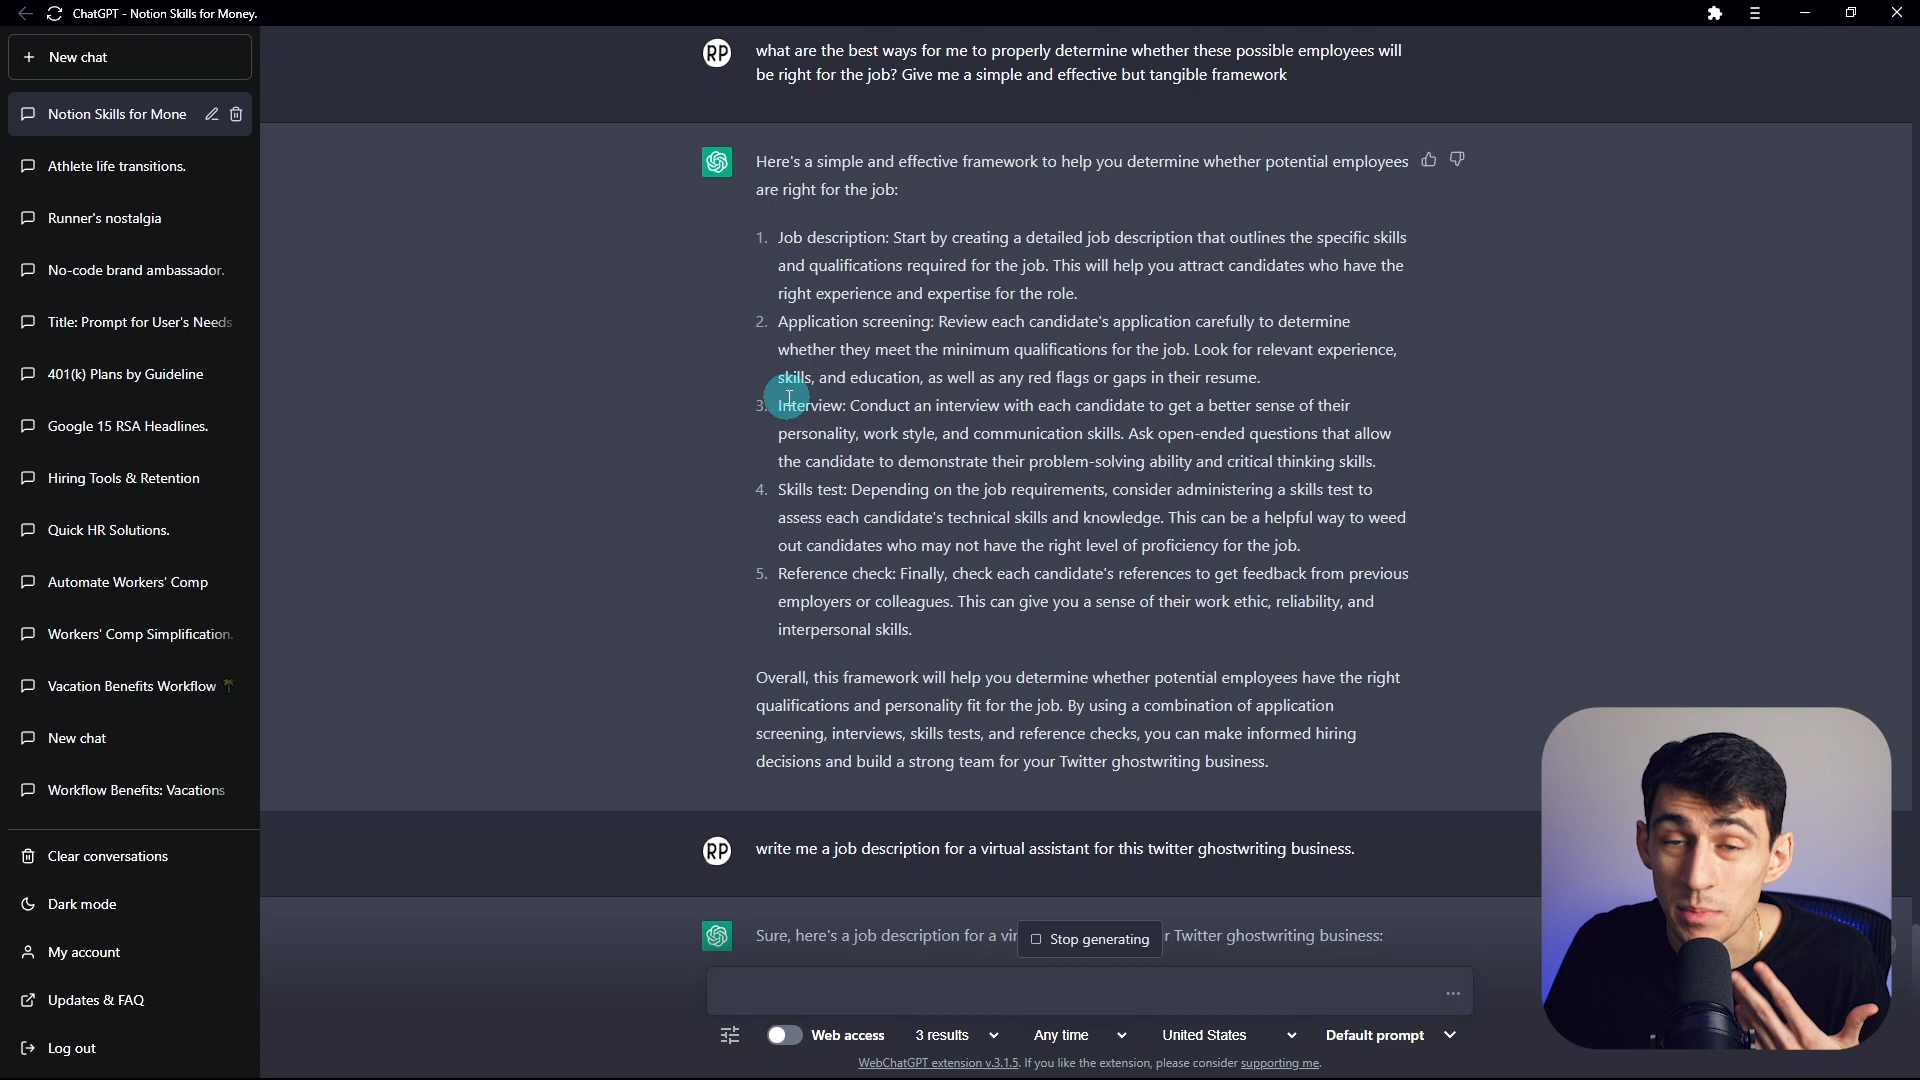 ChatGPT - Notion Skills for Money.
New chat
Notion Skills for Mone
Athlete life transitions.
Runner's nostalgia
No-code brand ambassador.
Title: Prompt for User's Needs
401(k) Plans by Guideline
Google 15 RSA Headlines.
Hiring Tools & Retention
Quick HR Solutions.
Automate Workers' Comp
Workers' Comp Simplification.
Vacation Benefits Workflow
New chat
Workflow Benefits: Vacations
Clear conversations
Dark mode
My account
Updates & FAQ
Log out
RP
what are the best ways for me to properly determine whether these possible employees will
be right for the job? Give me a simple and effective but tangible framework
Here's a simple and effective framework to help you determine whether potential employees
are right for the job:
1. Job description: Start by creating a detailed job description that outlines the specific skills
and qualifications required for the job. This will help you attract candidates who have the
right experience and expertise for the role.
2. Application screening: Review each candidate's application carefully to determine
whether they meet the minimum qualifications for the job. Look for relevant experience,
skills, and education, as well as any red flags or gaps in their resume.
3. Interview: Conduct an interview with each candidate to get a better sense of their
personality, work style, and communication skills. Ask open-ended questions that allow
the candidate to demonstrate their problem-solving ability and critical thinking skills.
4. Skills test: Depending on the job requirements, consider administering a skills test to
assess each candidate's technical skills and knowledge. This can be a helpful way to weed
out candidates who may not have the right level of proficiency for the job.
5. Reference check: Finally, check each candidate's references to get feedback from previous
employers or colleagues. This can give you a sense of their work ethic, reliability, and
interpersonal skills.
Overall, this framework will help you determine whether potential employees have the right
qualifications and personality fit for the job. By using a combination of application
screening, interviews, skills tests, and reference checks, you can make informed hiring
decisions and build a strong team for your Twitter ghostwriting business.
RP
write me a job description for a virtual assistant for this twitter ghostwriting business.
Sure, here's a job description for a vir Stop generating r Twitter ghostwriting business:
Web access 3 results Any time United States Default prompt
WebChatGPT extension v.3.1.5. If you like the extension, please consider supporting me.